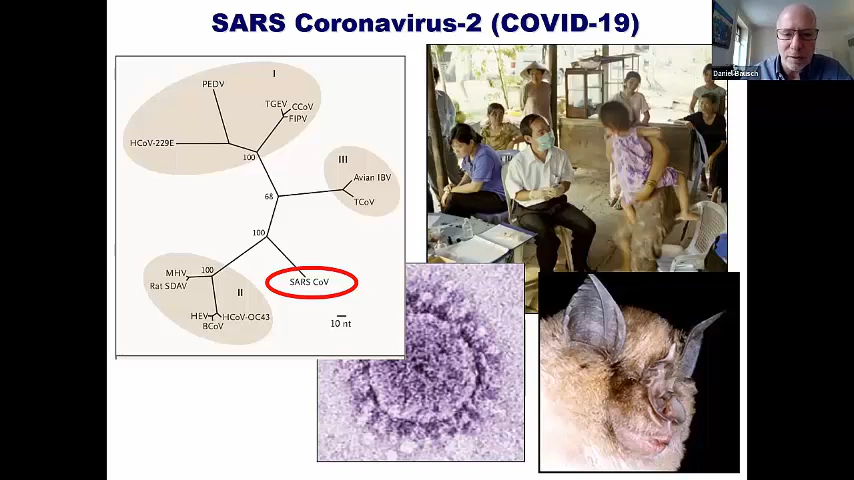 SARS Coronavirus-2 (COVID-19)
Daniel Bausch
I
PEDV
TGEV
CCoV
FIPV
HCoV-229E
100
III
Avian IBV
TCoV
68
100
MHV
100
Rat SDAV
II
SARS CoV
HEV
HCoV-OC43
BCoV
10 nt